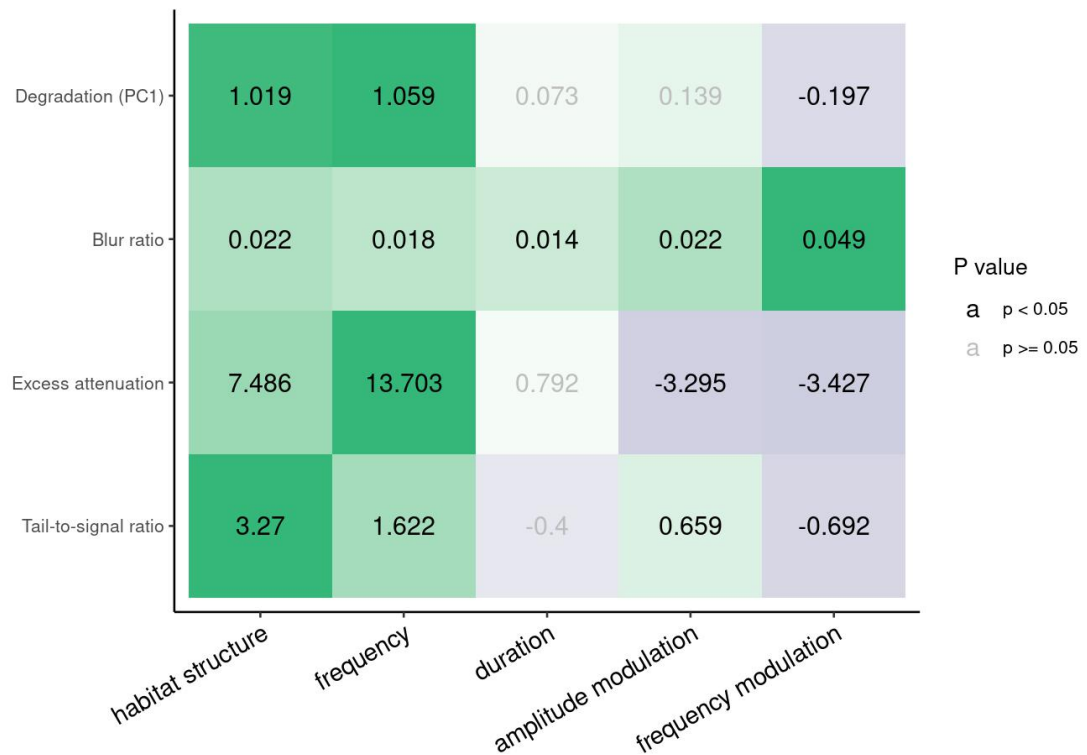 Degradation (PC1) 1.019 1.059 0.073 0.139 -0.197
Blur ratio 0.022 0.018 0.014 0.022 0.049
Excess attenuation 7.486 13.703 0.792 -3.295 -3.427
Tail-to-signal ratio 3.27 1.622 -0.4 0.659 -0.692
habitat structure
frequency
duration
amplitude modulation
frequency modulation
P value
a p < 0.05
a p >= 0.05